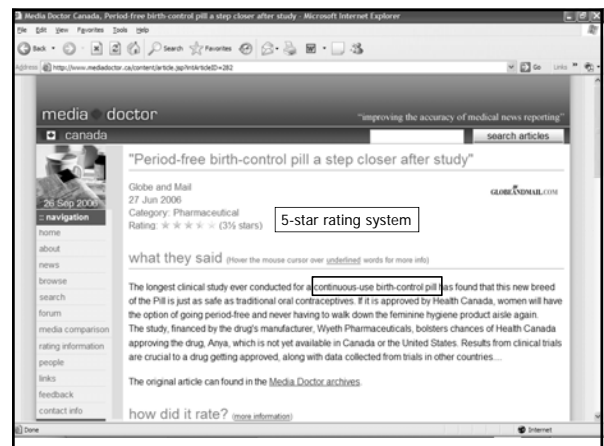 Media Doctor Canada, Period-free birth-control pill a step closer after study - Microsoft Internet Explorer
File Edit View Favorites Tools Help
Back Search Favorites
Address http://www.mediadoctor.ca/content/article.jsp?intArticleID=282 Go Links »
media doctor
"improving the accuracy of medical news reporting"
canada
search articles
26 Sep 2006
:: navigation
home
about
news
browse
search
forum
media comparison
rating information
people
links
feedback
contact info
"Period-free birth-control pill a step closer after study"
Globe and Mail
27 Jun 2006
Category: Pharmaceutical
Rating: ★ ★ ★ ★ ★ (3½ stars)
GLOBEANDMAIL.COM
5-star rating system
what they said (Hover the mouse cursor over underlined words for more info)
The longest clinical study ever conducted for a continuous-use birth-control pill has found that this new breed
of the Pill is just as safe as traditional oral contraceptives. If it is approved by Health Canada, women will have
the option of going period-free and never having to walk down the feminine hygiene product aisle again.
The study, financed by the drug's manufacturer, Wyeth Pharmaceuticals, bolsters chances of Health Canada
approving the drug, Anya, which is not yet available in Canada or the United States. Results from clinical trials
are crucial to a drug getting approved, along with data collected from trials in other countries....
The original article can found in the Media Doctor archives.
how did it rate? (more information)
Done
Internet